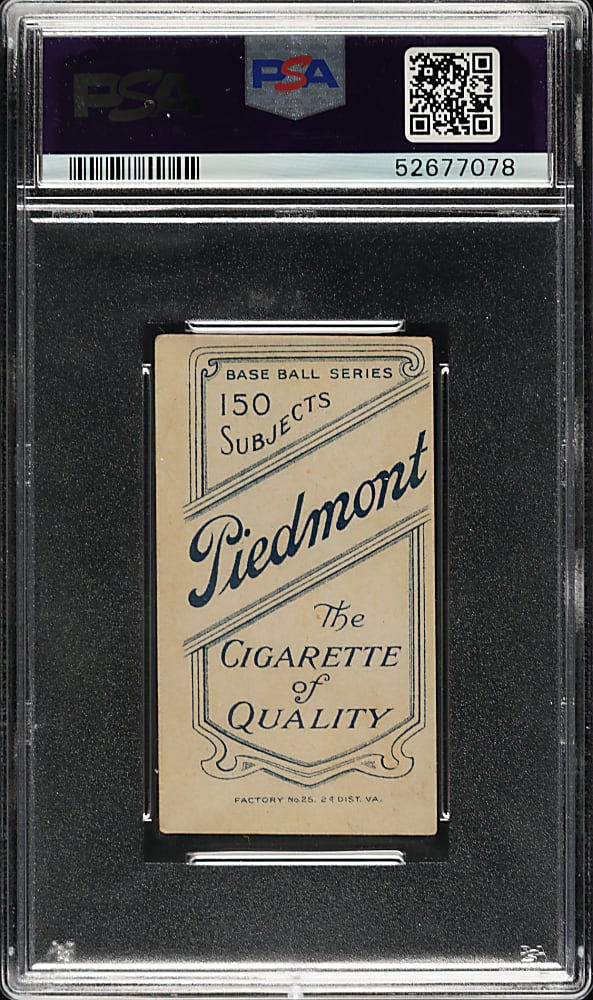 PSA
PSA
52677078
BASE BALL SERIES
150
SUBJECTS
Piedmont
The
CIGARETTE
of
QUALITY
FACTORY No. 25, 2d DIST. VA.